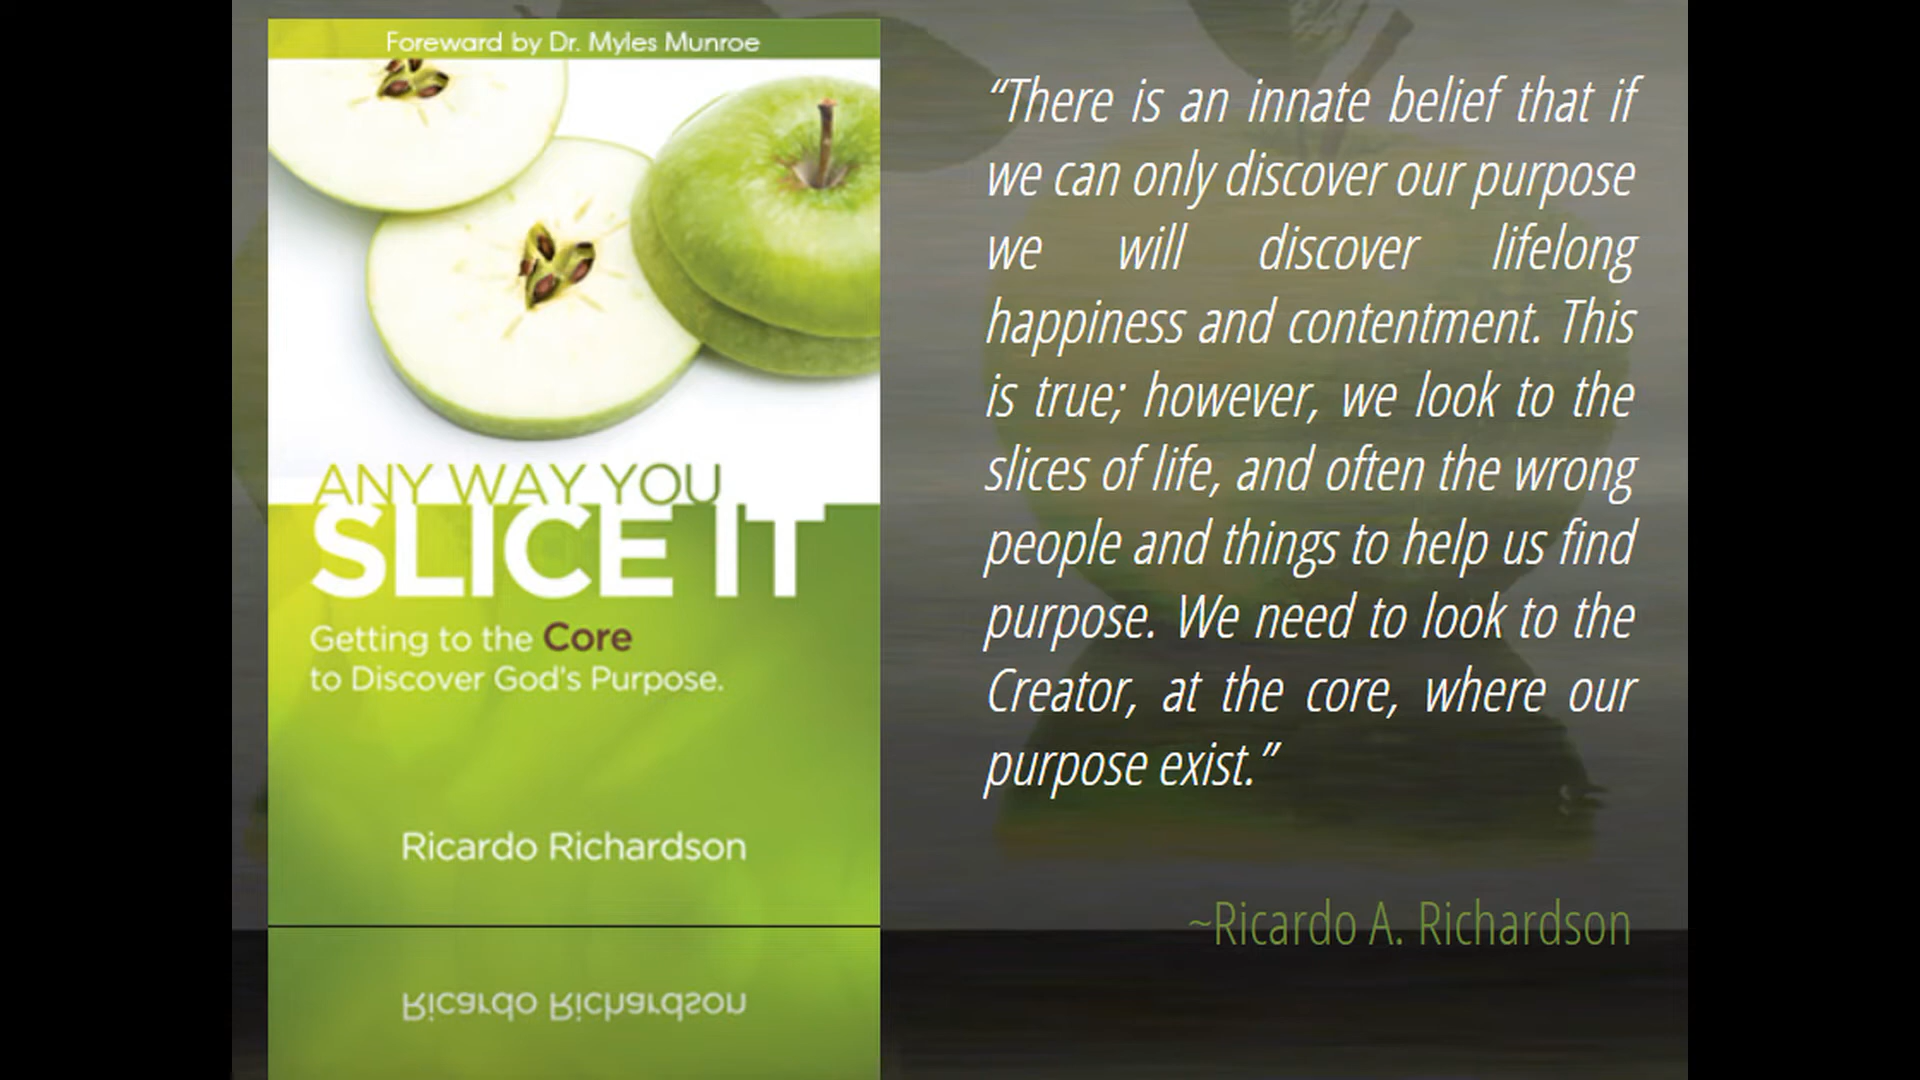 Foreward by Dr. Myles Munroe
ANY WAY YOU
SLICE IT
Getting to the Core
to Discover God's Purpose.
Ricardo Richardson
Ricardo Richardson
“There is an innate belief that if
we can only discover our purpose
we will discover lifelong
happiness and contentment. This
is true; however, we look to the
slices of life, and often the wrong
people and things to help us find
purpose. We need to look to the
Creator, at the core, where our
purpose exist.”
~Ricardo A. Richardson